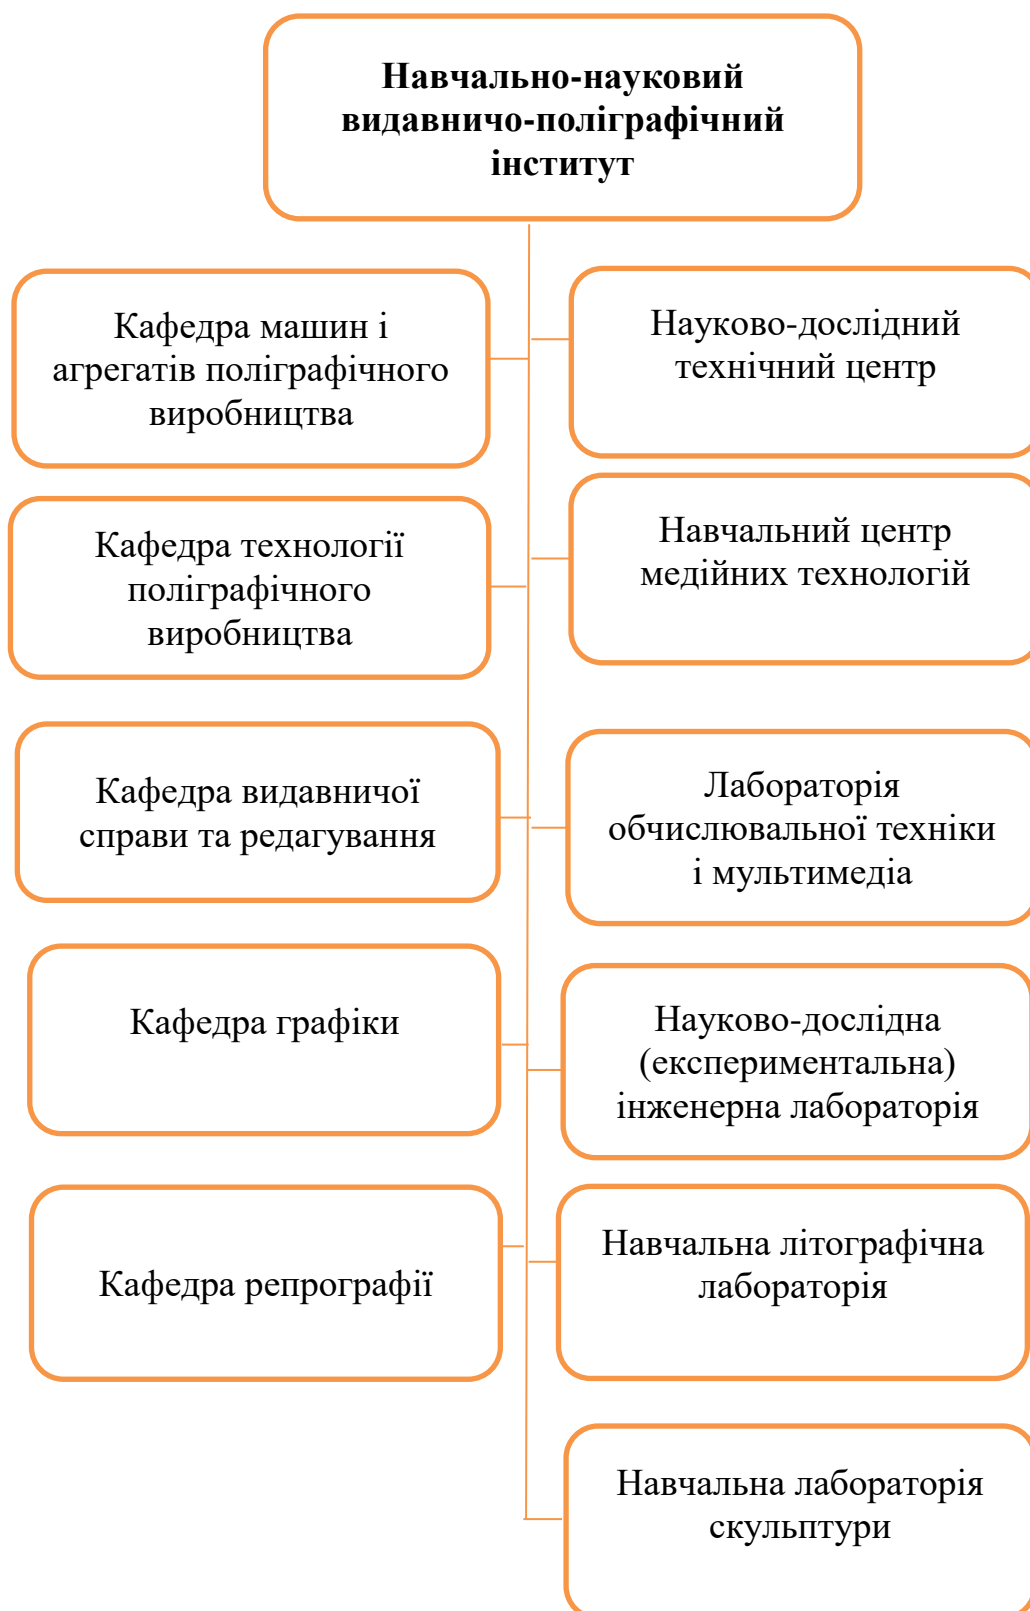 Навчально-науковий
видавничо-поліграфічний
інститут
Кафедра машин і
агрегатів поліграфічного
виробництва
Науково-дослідний
технічний центр
Кафедра технології
поліграфічного
виробництва
Навчальний центр
медійних технологій
Кафедра видавничої
справи та редагування
Лабораторія
обчислювальної техніки
і мультимедіа
Кафедра графіки
Науково-дослідна
(експериментальна)
інженерна лабораторія
Кафедра репрографії
Навчальна літографічна
лабораторія
Навчальна лабораторія
скульптури